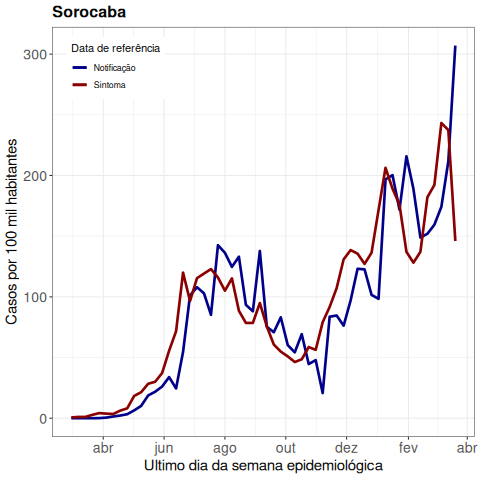 Sorocaba
Data de referência
Notificação
Sintoma
Casos por 100 mil habitantes
300
200
100
0
abr jun ago out dez fev abr
Ultimo dia da semana epidemiológica